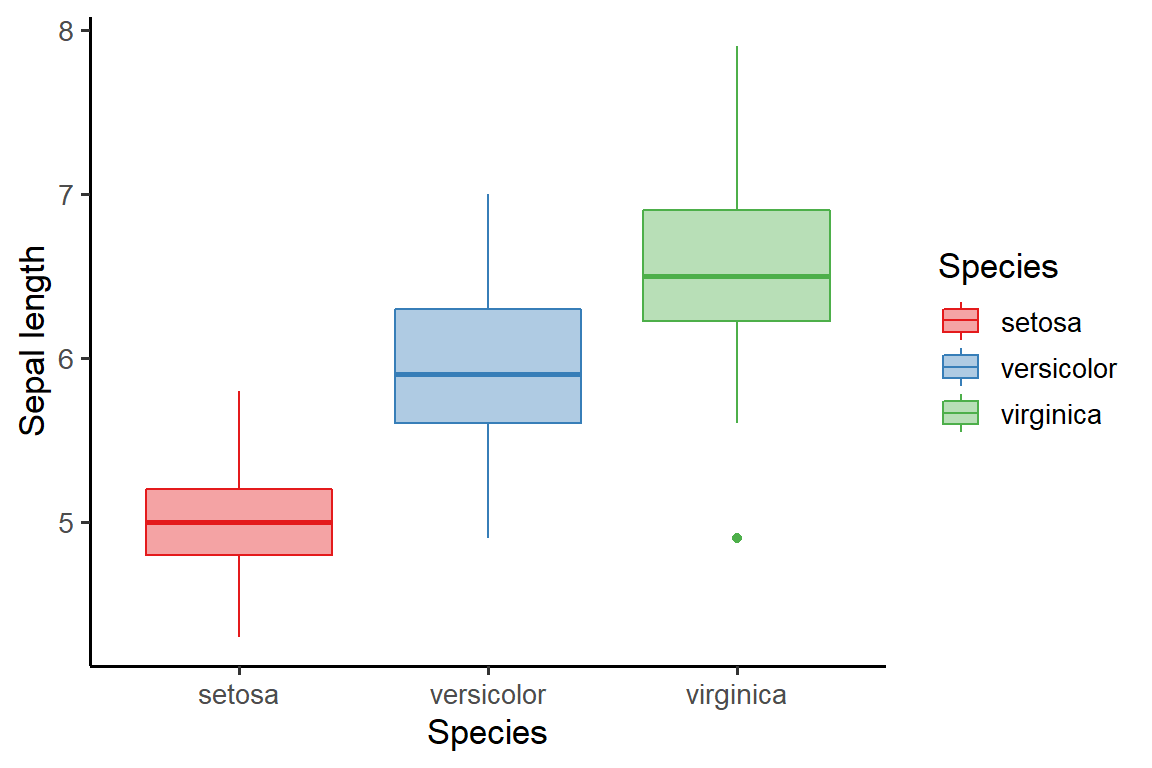 8
7
6
5
Sepal length
setosa
versicolor
virginica
Species
Species
setosa
versicolor
virginica